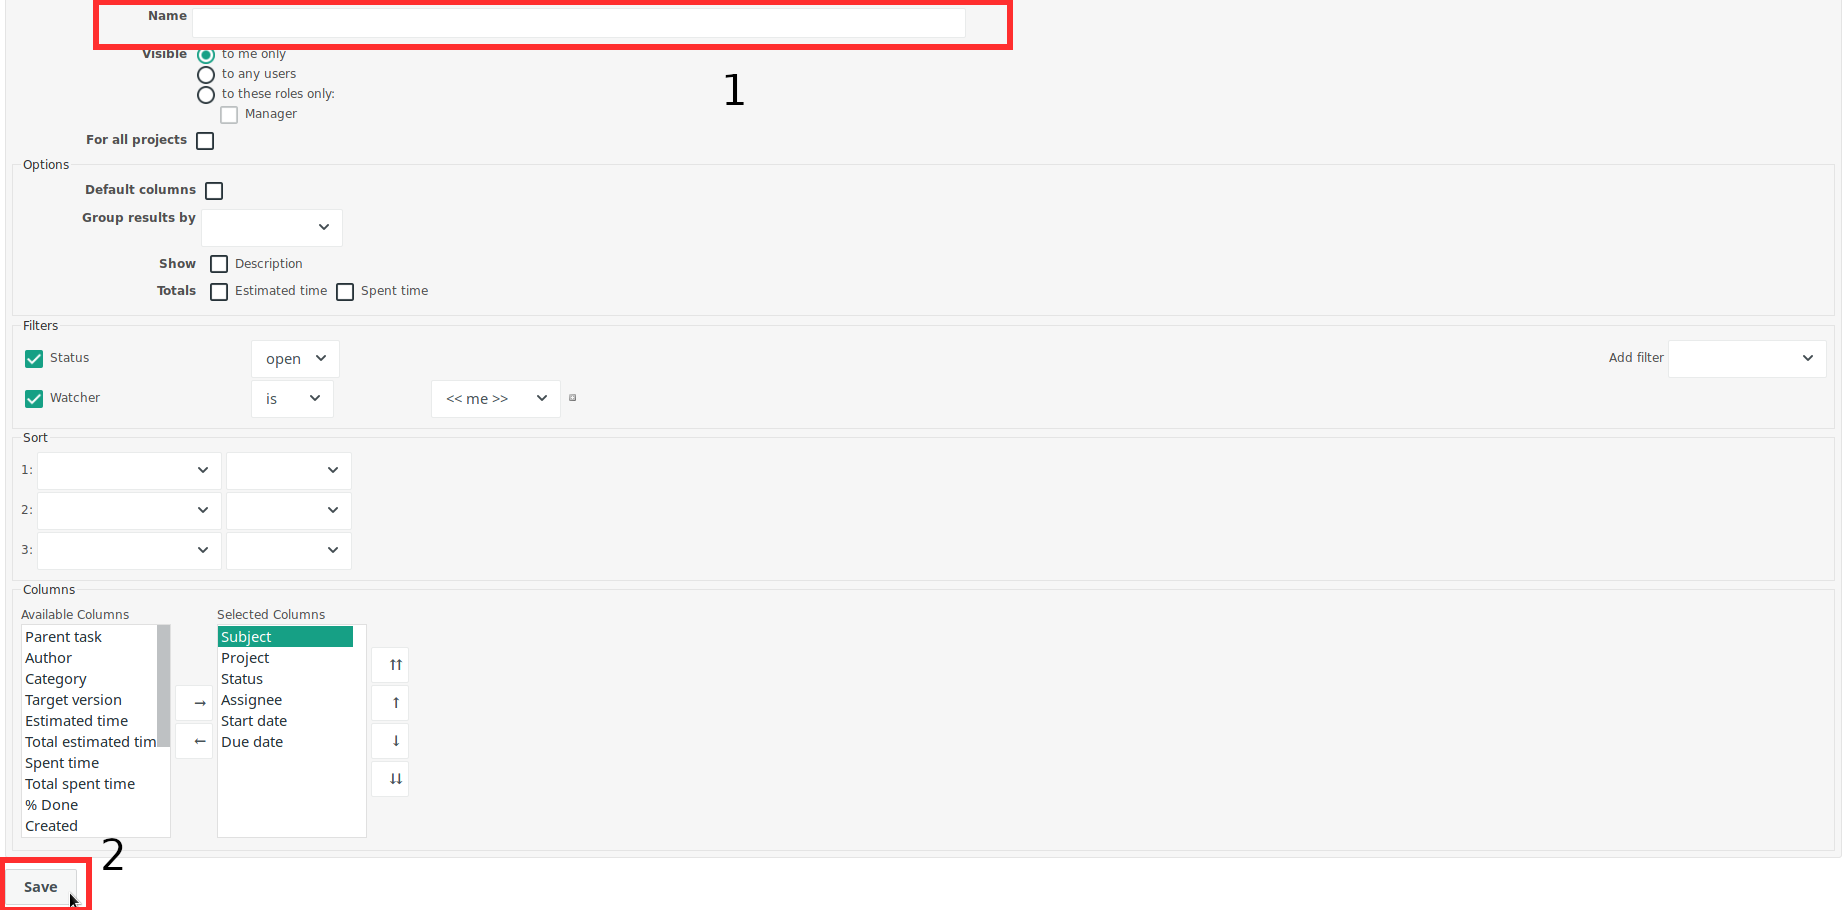 Name
Visible to me only
to any users
1
to these roles only:
Manager
For all projects
Options
Default columns
Group results by
Show Description
Totals Estimated time Spent time
Filters
Status open Add filter
Watcher is << me >>
Sort
1:
2:
3:
Columns
Available Columns Selected Columns
Parent task Subject
Author Project
Category Status
Target version → Assignee
Estimated time Start date
Total estimated tim ← Due date
Spent time
Total spent time
% Done
Created
↑↑
↑
↓
↓↓
2
Save